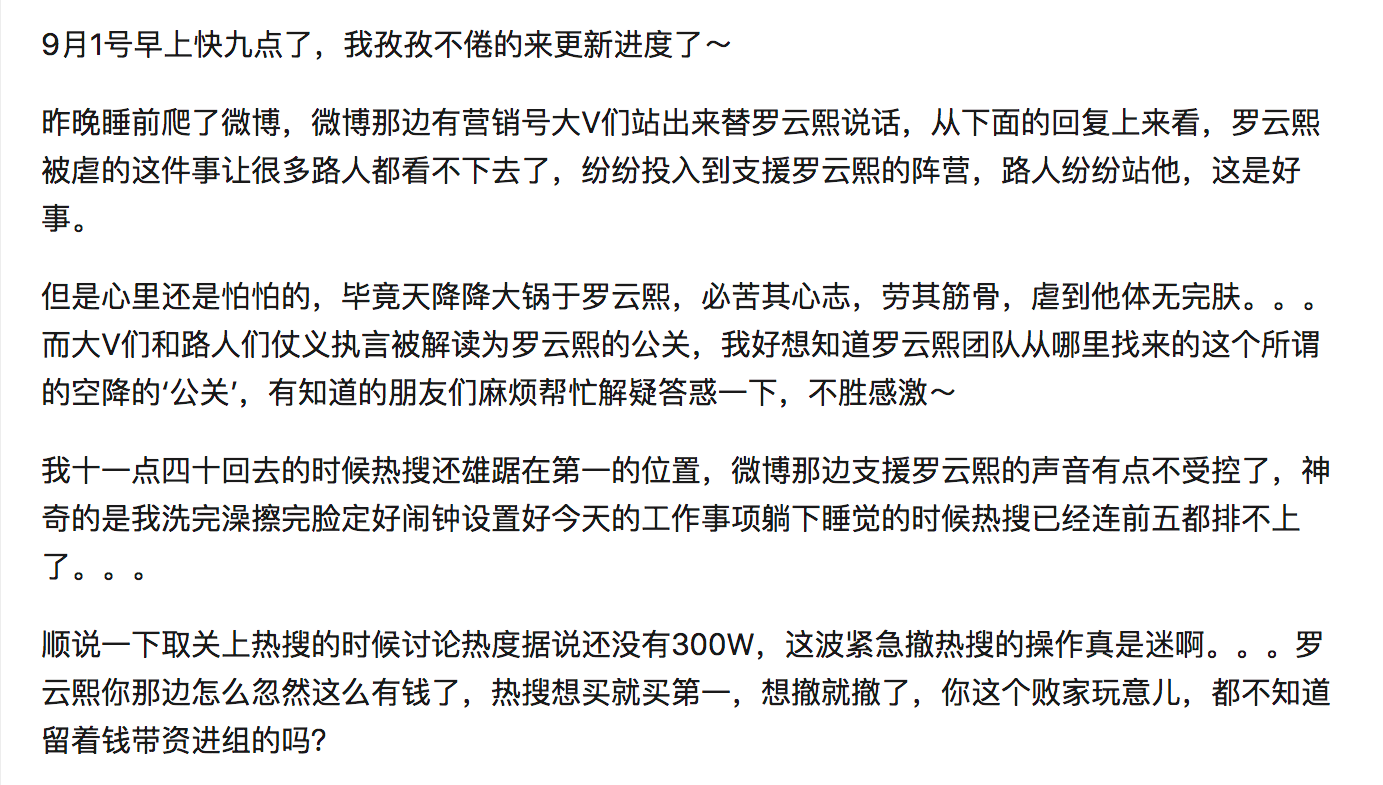 9月1号早上快九点了，我孜孜不倦的来更新进度了～
昨晚睡前爬了微博，微博那边有营销号大V们站出来替罗云熙说话，从下面的回复上来看，罗云熙
被虐的这件事让很多路人都看不下去了，纷纷投入到支援罗云熙的阵营，路人纷纷站他，这是好
事。
但是心里还是怕怕的，毕竟天降降大锅于罗云熙，必苦其心志，劳其筋骨，虐到他体无完肤。。。
而大V们和路人们仗义执言被解读为罗云熙的公关，我好想知道罗云熙团队从哪里找来的这个所谓
的空降的‘公关’，有知道的朋友们麻烦帮忙解疑答惑一下，不胜感激～
我十一点四十回去的时候热搜还雄踞在第一的位置，微博那边支援罗云熙的声音有点不受控了，神
奇的是我洗完澡擦完脸定好闹钟设置好今天的工作事项躺下睡觉的时候热搜已经连前五都排不上
了。。。
顺说一下取关上热搜的时候讨论热度据说还没有300W，这波紧急撤热搜的操作真是迷啊。。。罗
云熙你那边怎么忽然这么有钱了，热搜想买就买第一，想撤就撤了，你这个败家玩意儿，都不知道
留着钱带资进组的吗？